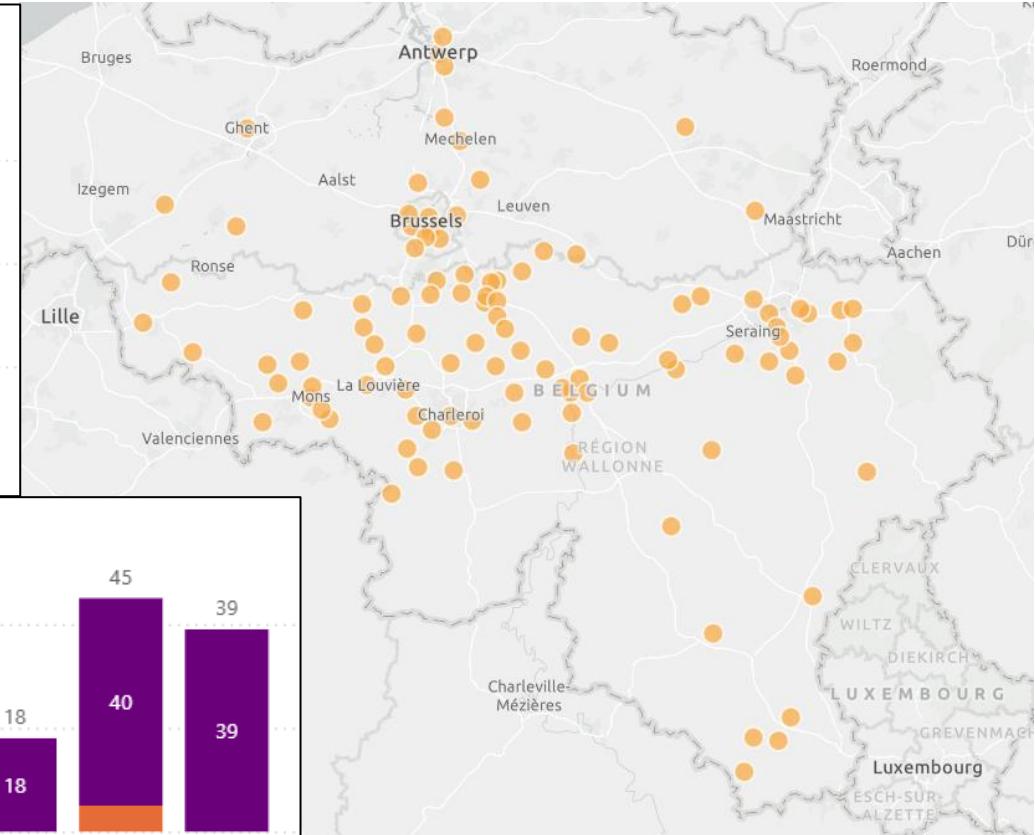 Antwerp
Bruges
Roermond
Ghent
Mechelen
Aalst
Izegem
Leuven
Brussels
Maastricht
Aachen
Ronse
Lille
Seraing
La Louvière
Mons
BELGIUM
Charleroi
Valenciennes
RÉGION
WALLONNE
CLERVAUX
WILTZ
DIEKIRCH
Charleville-
Mézières
LUXEMBOURG
Luxembourg
ESCH-SUR-
ALZETTE
45
39
18
40
39
18